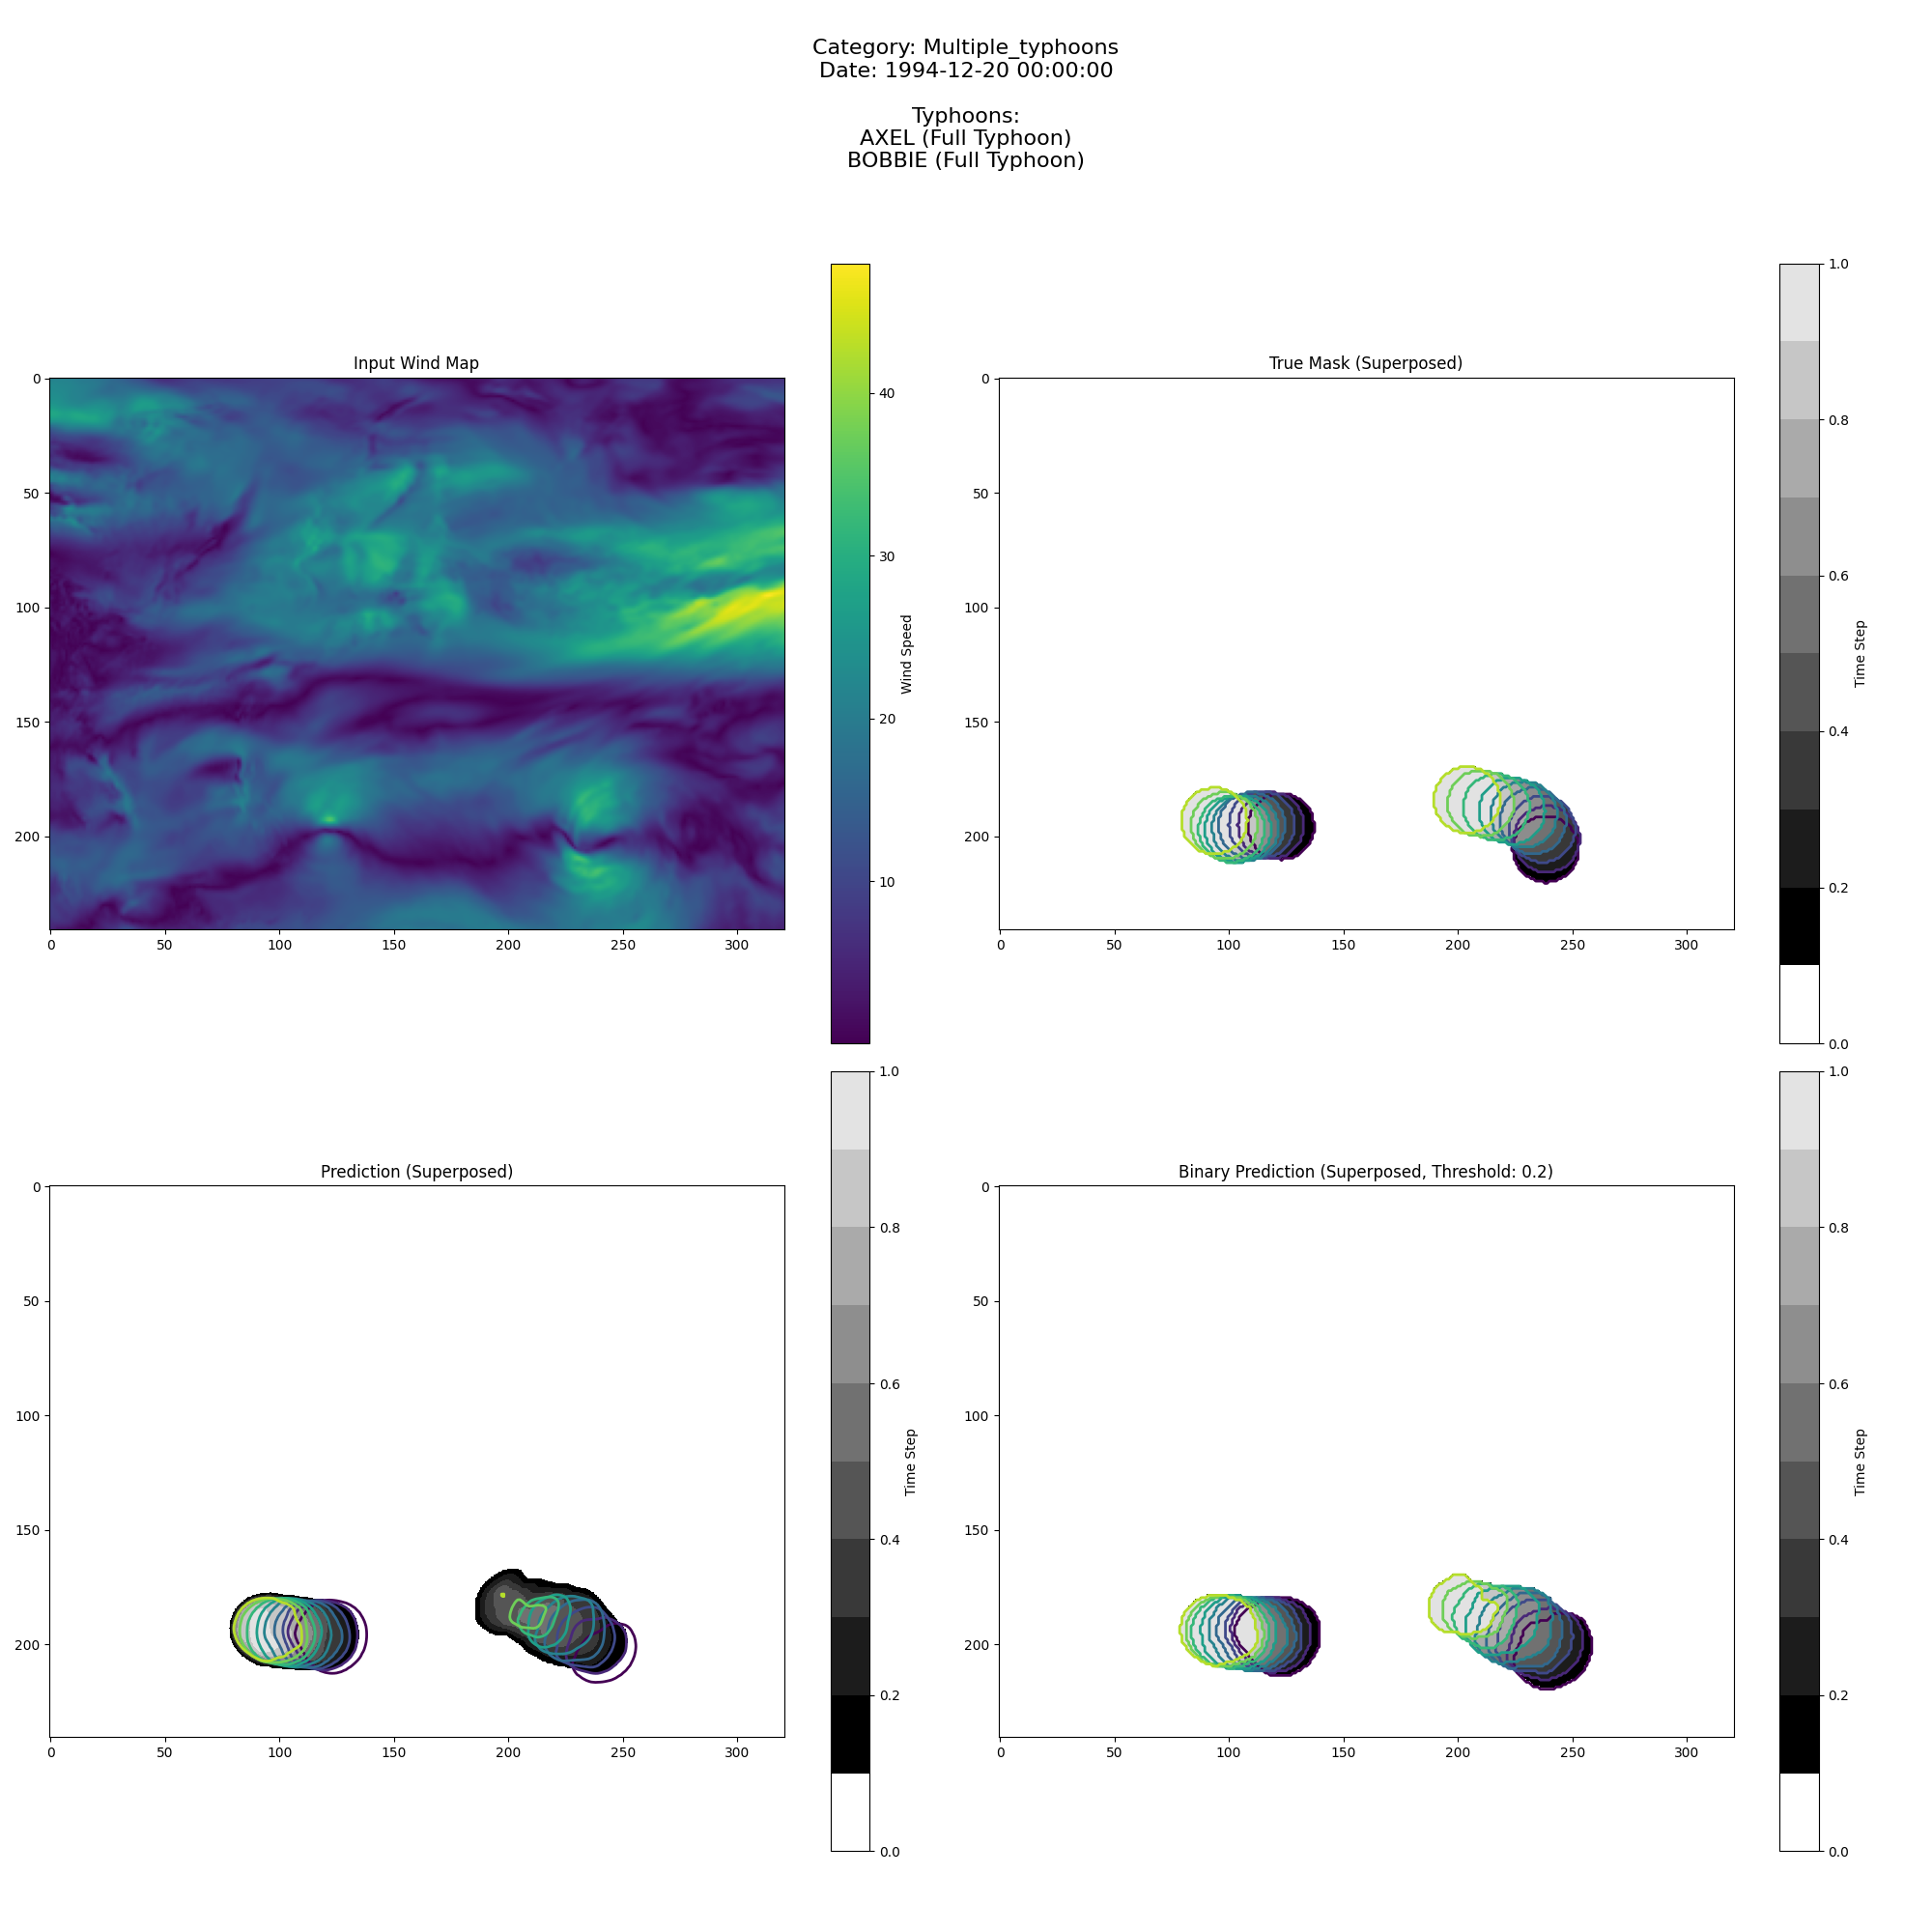 Category: Multiple_typhoons
Date: 1994-12-20 00:00:00
Typhoons:
AXEL (Full Typhoon)
BOBBIE (Full Typhoon)
Input Wind Map
0
50
100
150
200
0 50 100 150 200 250 300
40
30
20
10
Wind Speed
True Mask (Superposed)
0
50
100
150
200
0 50 100 150 200 250 300
1.0
0.8
0.6
0.4
0.2
0.0
Time Step
Prediction (Superposed)
0
50
100
150
200
0 50 100 150 200 250 300
1.0
0.8
0.6
0.4
0.2
0.0
Time Step
Binary Prediction (Superposed, Threshold: 0.2)
0
50
100
150
200
0 50 100 150 200 250 300
1.0
0.8
0.6
0.4
0.2
0.0
Time Step